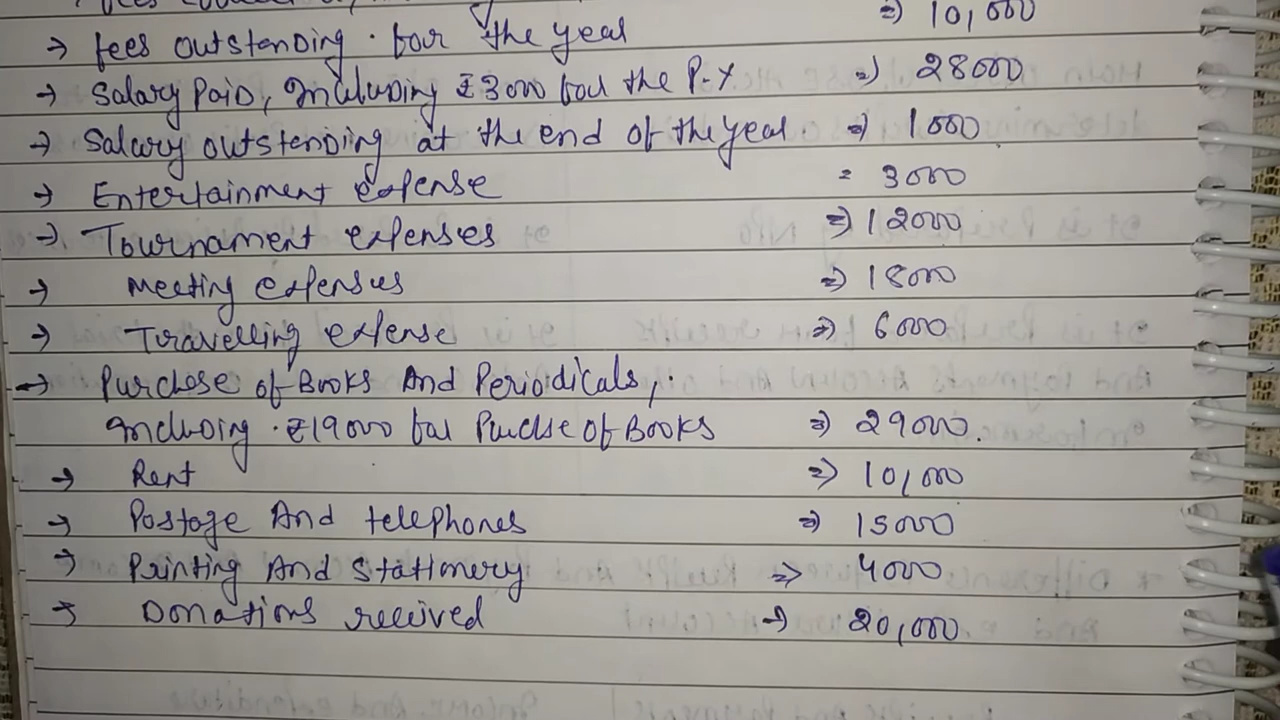 → fees outstanding. for the year ⇒ 10,000
→ Salary Paid, Including ₹3000 for the P-Y ⇒ 28000
→ Salary outstanding at the end of the year ⇒ 1000
→ Entertainment expense = 3000
→ Tournament expenses ⇒ 12000
→ meeting expenses ⇒ 18000
→ Travelling expense ⇒ 6000
→ Purchase of Books And Periodicals,
Including ₹19000 for Purchse of Books ⇒ 29000.
→ Rent ⇒ 10,000
→ Postage And telephones ⇒ 15000
→ Printing And Stationery ⇒ 4000
→ Donations received → 20,000